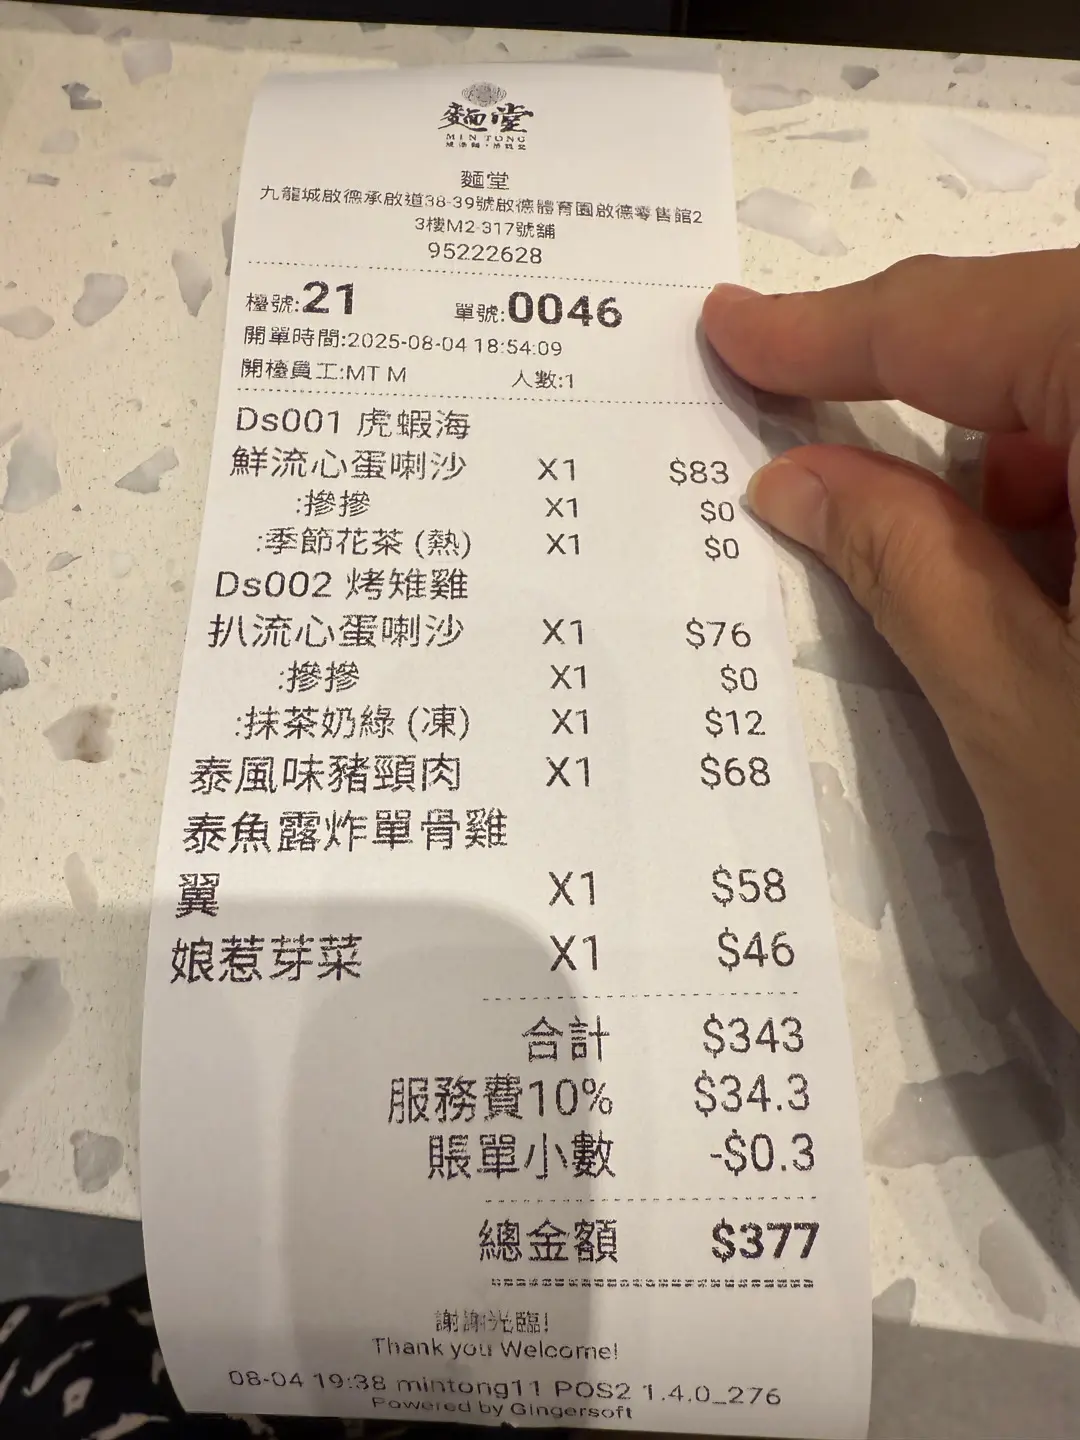 麵堂
MIN TONG
麵堂
九龍城啟德承啟道38-39號啟德體育園啟德零售館2
3樓M2-317號舖
95222628
檯號:21 單號:0046
開單時間:2025-08-04 18:54:09
開檯員工:MT M 人數:1
Ds001 虎蝦海
鮮流心蛋喇沙 X1 $83
:摻摻 X1 $0
:季節花茶 (熱) X1 $0
Ds002 烤雉雞
扒流心蛋喇沙 X1 $76
:摻摻 X1 $0
:抹茶奶綠 (凍) X1 $12
泰風味豬頸肉 X1 $68
泰魚露炸單骨雞
翼 X1 $58
娘惹芽菜 X1 $46
合計 $343
服務費10% $34.3
賬單小數 -$0.3
總金額 $377
謝謝光臨!
Thank you Welcome!
08-04 19:38 mintong11 POS2 1.4.0_276
Powered by Gingersoft